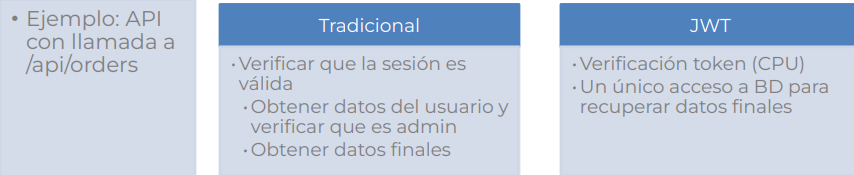 • Ejemplo: API
con llamada a
/api/orders
Tradicional
• Verificar que la sesión es
válida
• Obtener datos del usuario y
verificar que es admin
• Obtener datos finales
JWT
• Verificación token (CPU)
• Un único acceso a BD para
recuperar datos finales